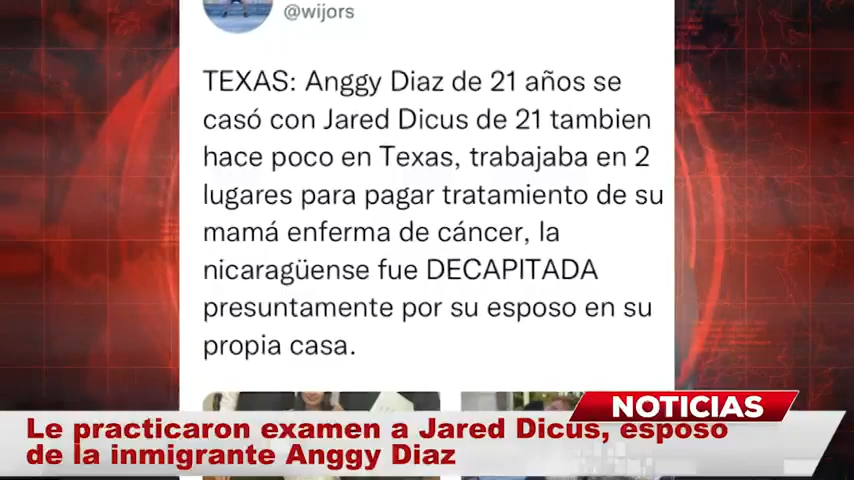 @wijors
TEXAS: Anggy Diaz de 21 años se
casó con Jared Dicus de 21 tambien
hace poco en Texas, trabajaba en 2
lugares para pagar tratamiento de su
mamá enferma de cáncer, la
nicaragüense fue DECAPITADA
presuntamente por su esposo en su
propia casa.
NOTICIAS
Le practicaron examen a Jared Dicus, esposo
de la inmigrante Anggy Diaz